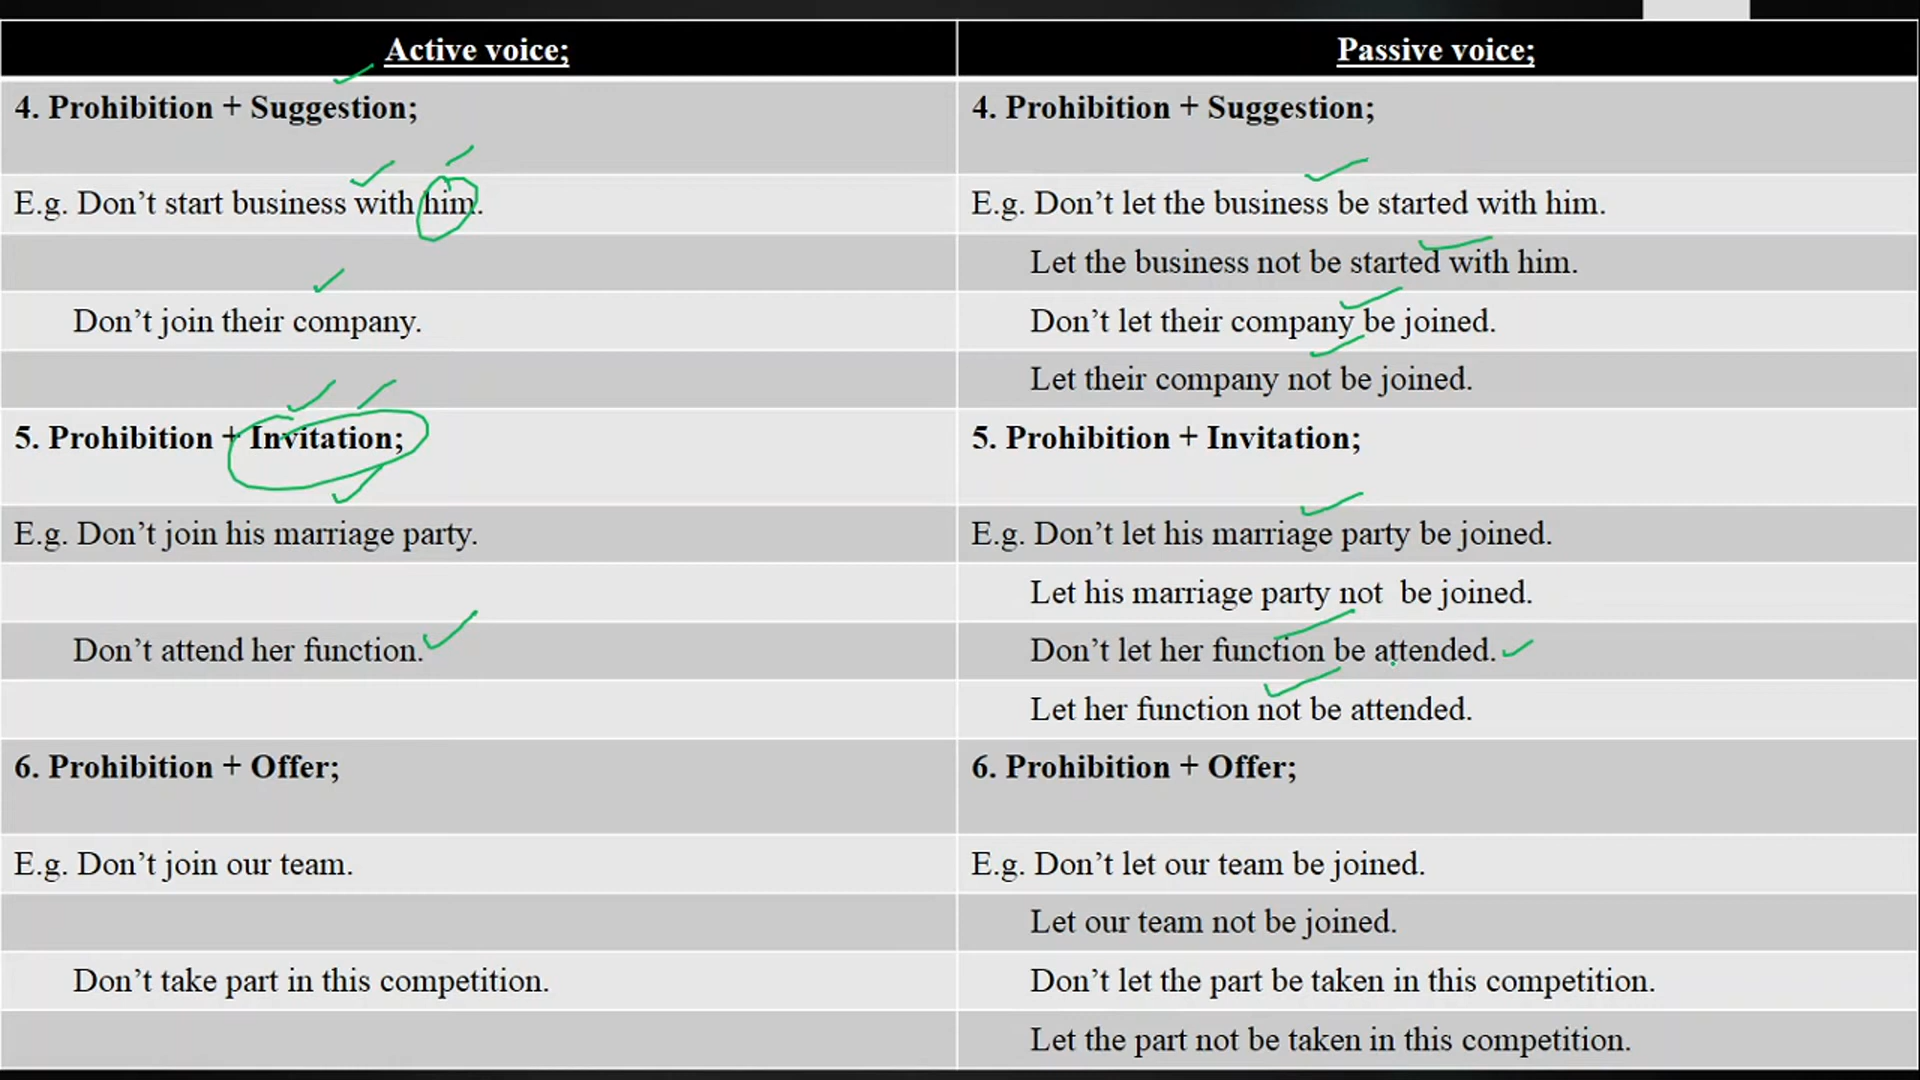 Active voice;
Passive voice;
4. Prohibition + Suggestion;
4. Prohibition + Suggestion;
E.g. Don’t start business with him.
E.g. Don’t let the business be started with him.
Let the business not be started with him.
Don’t join their company.
Don’t let their company be joined.
Let their company not be joined.
5. Prohibition + Invitation;
5. Prohibition + Invitation;
E.g. Don’t join his marriage party.
E.g. Don’t let his marriage party be joined.
Let his marriage party not  be joined.
Don’t attend her function.
Don’t let her function be attended.
Let her function not be attended.
6. Prohibition + Offer;
6. Prohibition + Offer;
E.g. Don’t join our team.
E.g. Don’t let our team be joined.
Let our team not be joined.
Don’t take part in this competition.
Don’t let the part be taken in this competition.
Let the part not be taken in this competition.